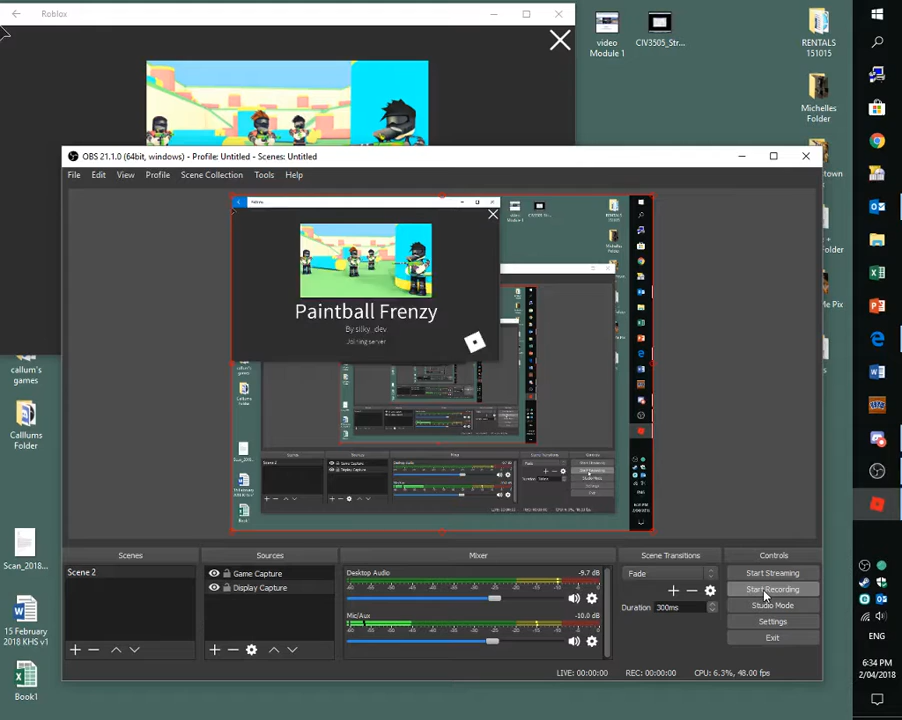 Roblox
video
Module 1
CIV3505_Str...
RENTALS
151015
Michelles
Folder
OBS 21.1.0 (64bit, windows) - Profile: Untitled - Scenes: Untitled
File Edit View Profile Scene Collection Tools Help
Paintball Frenzy
By silky_dev
Joining server
callum's
games
Calllums
Folder
Scan_2018...
15 February
2018 KHS v1
Book1
Scenes Sources Mixer Scene Transitions Controls
Scene 2
Game Capture
Display Capture
Desktop Audio -9.7 dB
Mic/Aux -10.0 dB
Fade
Duration 300ms
Start Streaming
Start Recording
Studio Mode
Settings
Exit
LIVE: 00:00:00 REC: 00:00:00 CPU: 6.3%, 48.00 fps
ENG
6:34 PM
2/04/2018